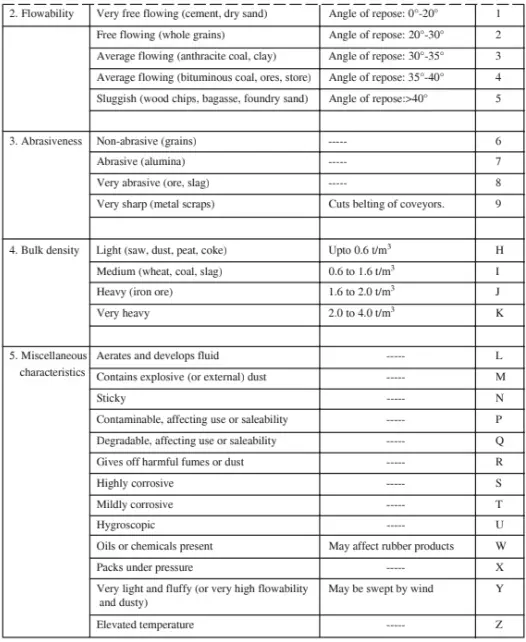 2. Flowability Very free flowing (cement, dry sand) Angle of repose: 0°-20° 1
Free flowing (whole grains) Angle of repose: 20°-30° 2
Average flowing (anthracite coal, clay) Angle of repose: 30°-35° 3
Average flowing (bituminous coal, ores, store) Angle of repose: 35°-40° 4
Sluggish (wood chips, bagasse, foundry sand) Angle of repose:>40° 5
3. Abrasiveness Non-abrasive (grains) ----- 6
Abrasive (alumina) ----- 7
Very abrasive (ore, slag) ----- 8
Very sharp (metal scraps) Cuts belting of coveyors. 9
4. Bulk density Light (saw, dust, peat, coke) Upto 0.6 t/m³ H
Medium (wheat, coal, slag) 0.6 to 1.6 t/m³ I
Heavy (iron ore) 1.6 to 2.0 t/m³ J
Very heavy 2.0 to 4.0 t/m³ K
5. Miscellaneous Aerates and develops fluid ----- L
characteristics Contains explosive (or external) dust ----- M
Sticky ----- N
Contaminable, affecting use or saleability ----- P
Degradable, affecting use or saleability ----- Q
Gives off harmful fumes or dust ----- R
Highly corrosive ----- S
Mildly corrosive ----- T
Hygroscopic ----- U
Oils or chemicals present May affect rubber products W
Packs under pressure ----- X
Very light and fluffy (or very high flowability May be swept by wind Y
and dusty)
Elevated temperature ----- Z